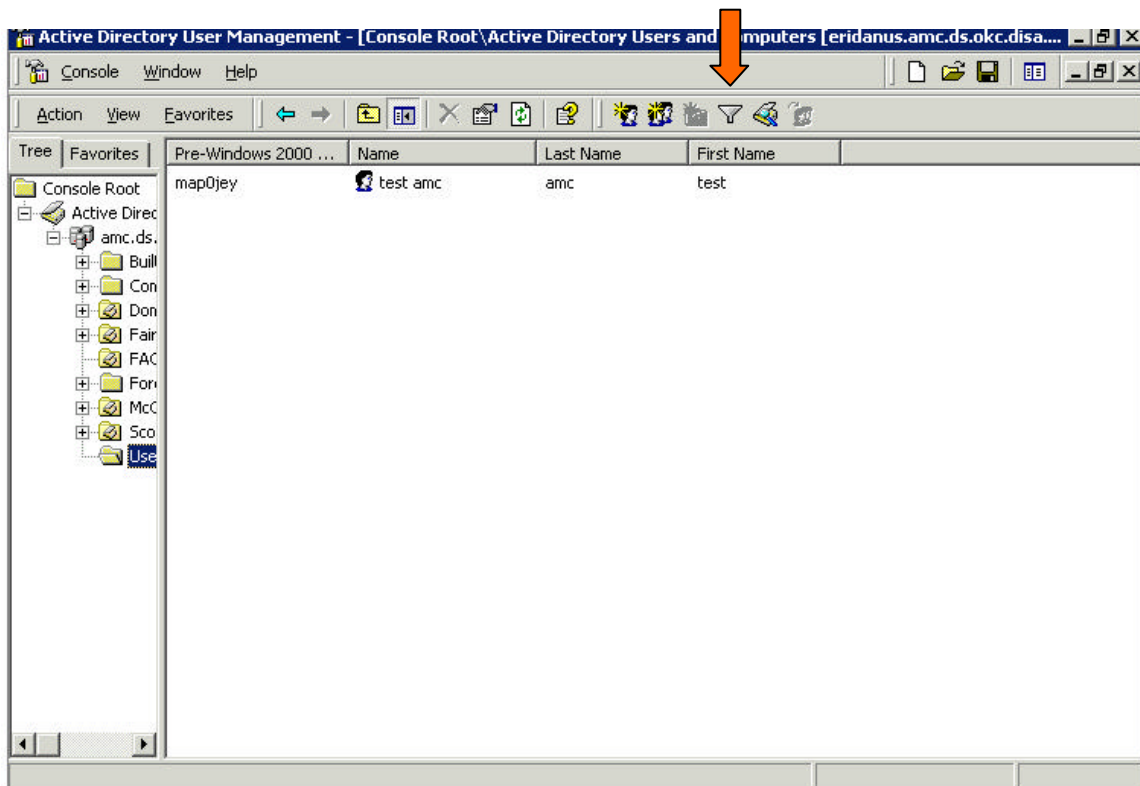 Active Directory User Management - [Console Root\Active Directory Users and Computers [eridanus.amc.ds.okc.disa....
Console Window Help
Action View Favorites
Tree Favorites Pre-Windows 2000 ... Name Last Name First Name
Console Root map0jey test amc amc test
Active Direc
amc.ds.
Buil
Con
Don
Fair
FAC
Fore
McC
Sco
Use